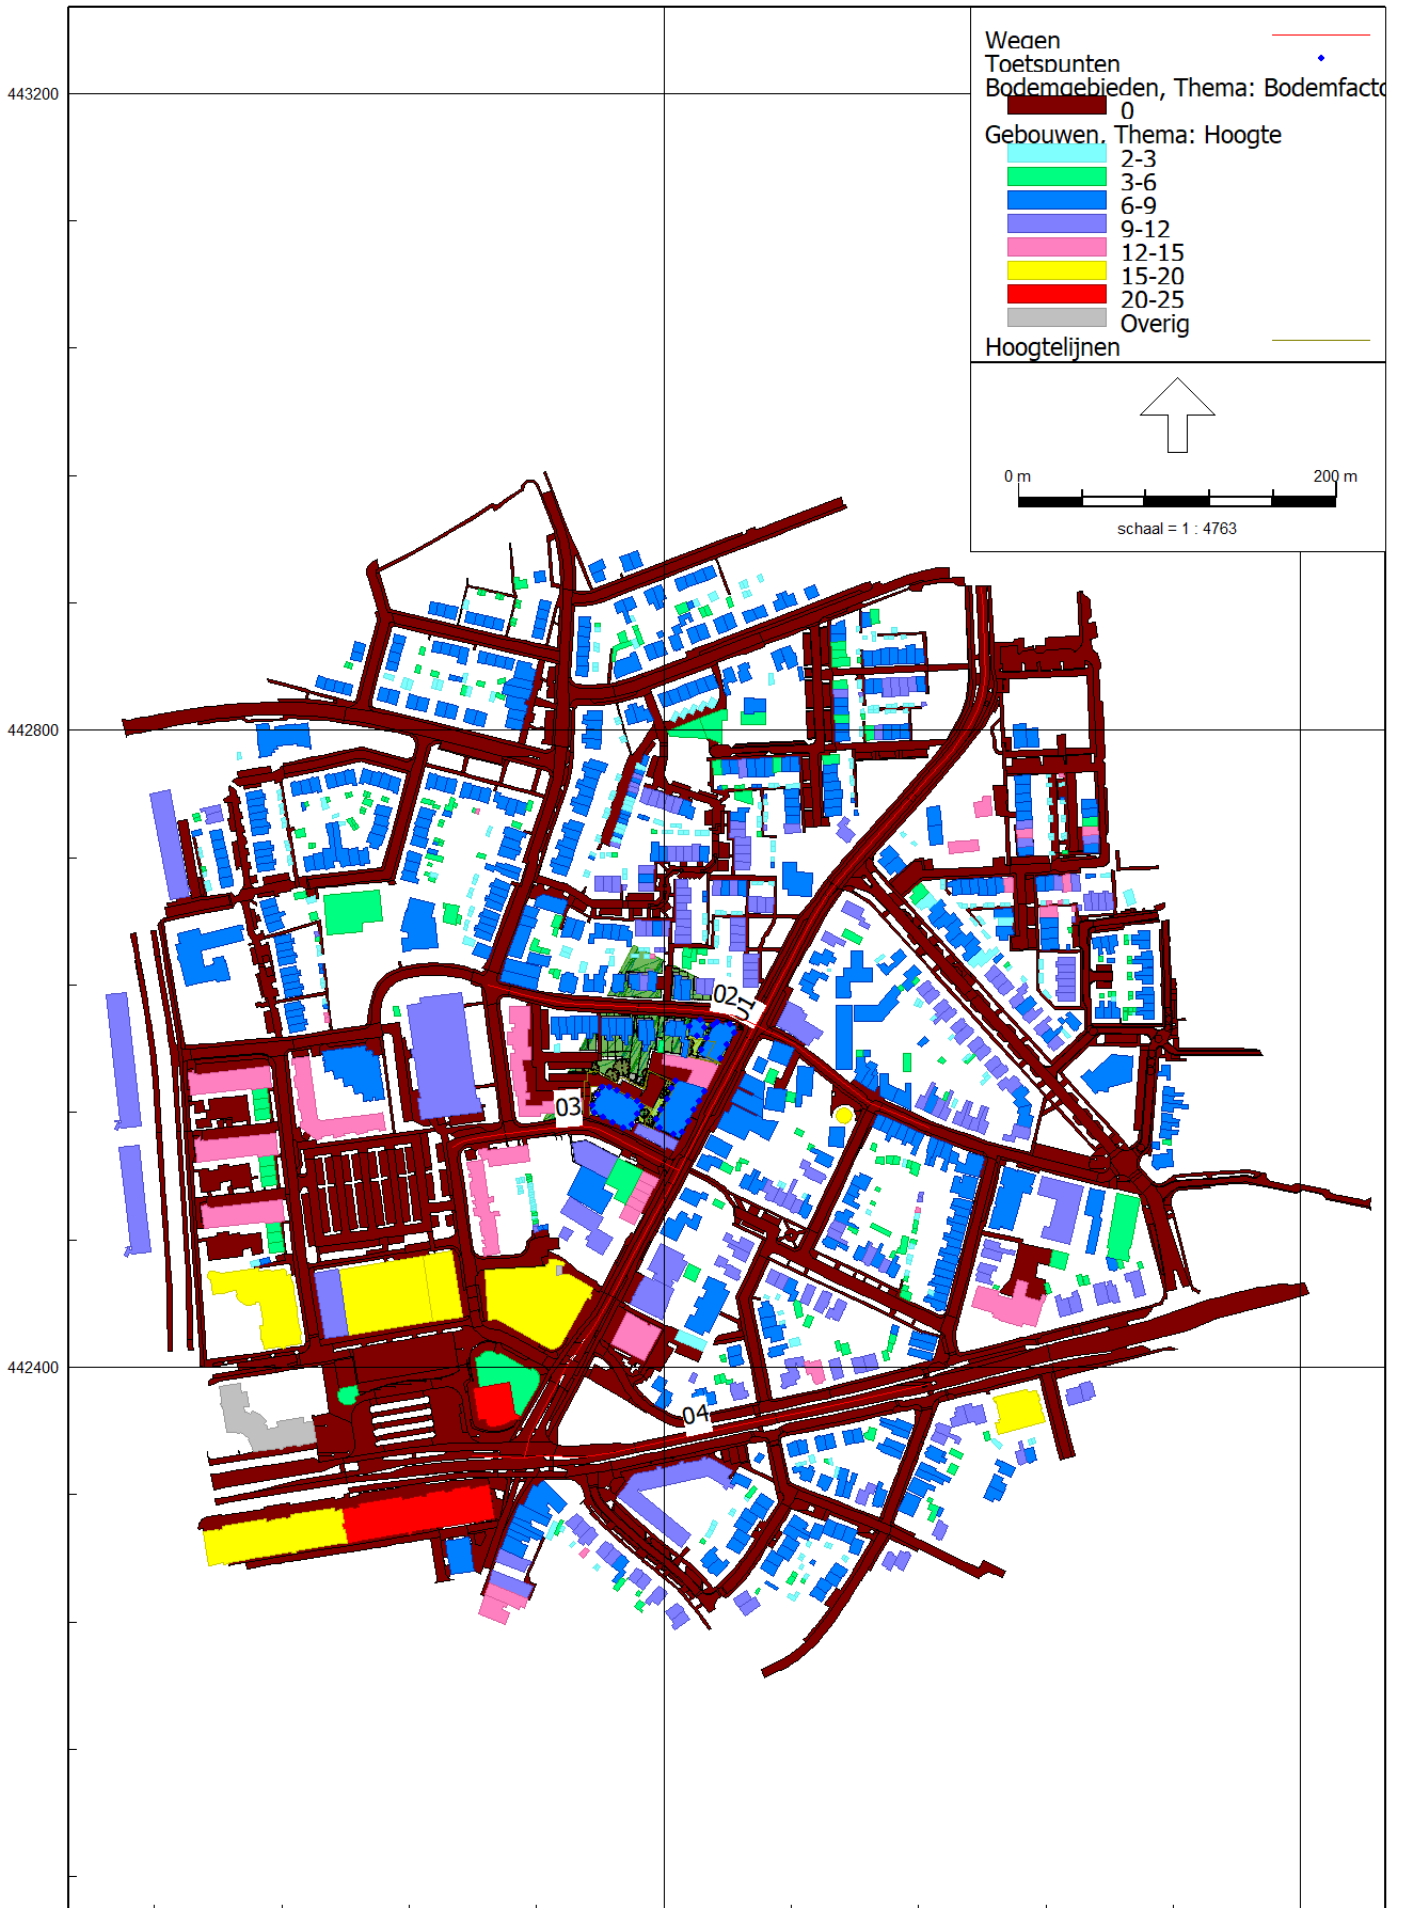 Wegen
Toetspunten
443200
Bodemgebieden, Thema: Bodemfacto
0
Gebouwen, Thema: Hoogte
2-3
3-6
6-9
9-12
12-15
15-20
20-25
Overig
Hoogtelijnen
0 m
200 m
schaal = 1 : 4763
442800
02
01
03
442400
04